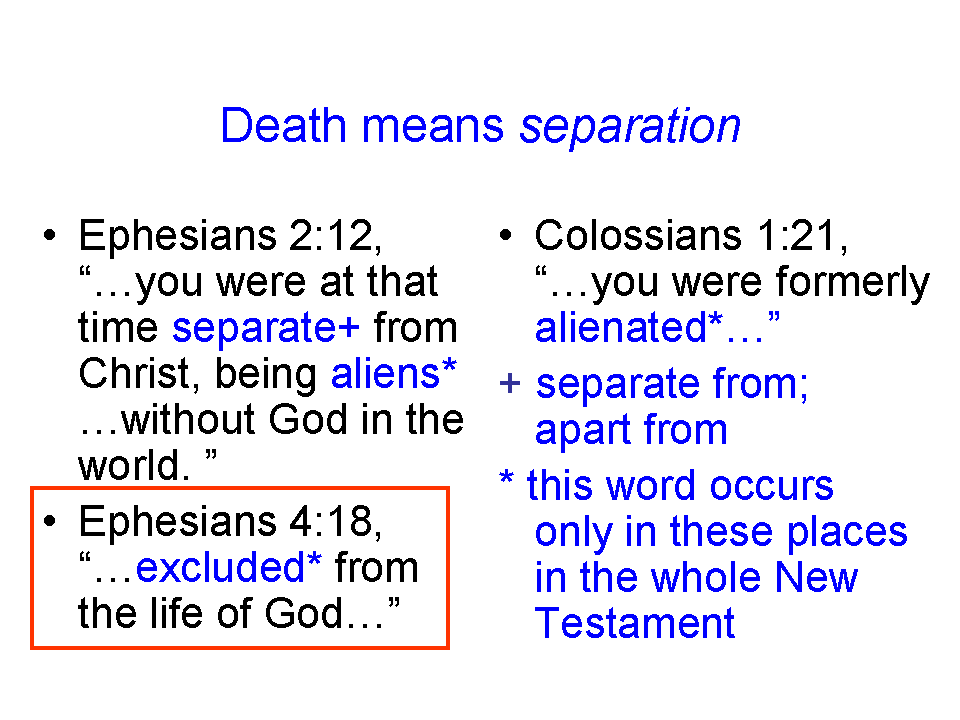 Death means separation
• Ephesians 2:12,
“…you were at that
time separate+ from
Christ, being aliens*
…without God in the
world. ”
• Ephesians 4:18,
“…excluded* from
the life of God…”
• Colossians 1:21,
“…you were formerly
alienated*…”
+ separate from;
apart from
* this word occurs
only in these places
in the whole New
Testament